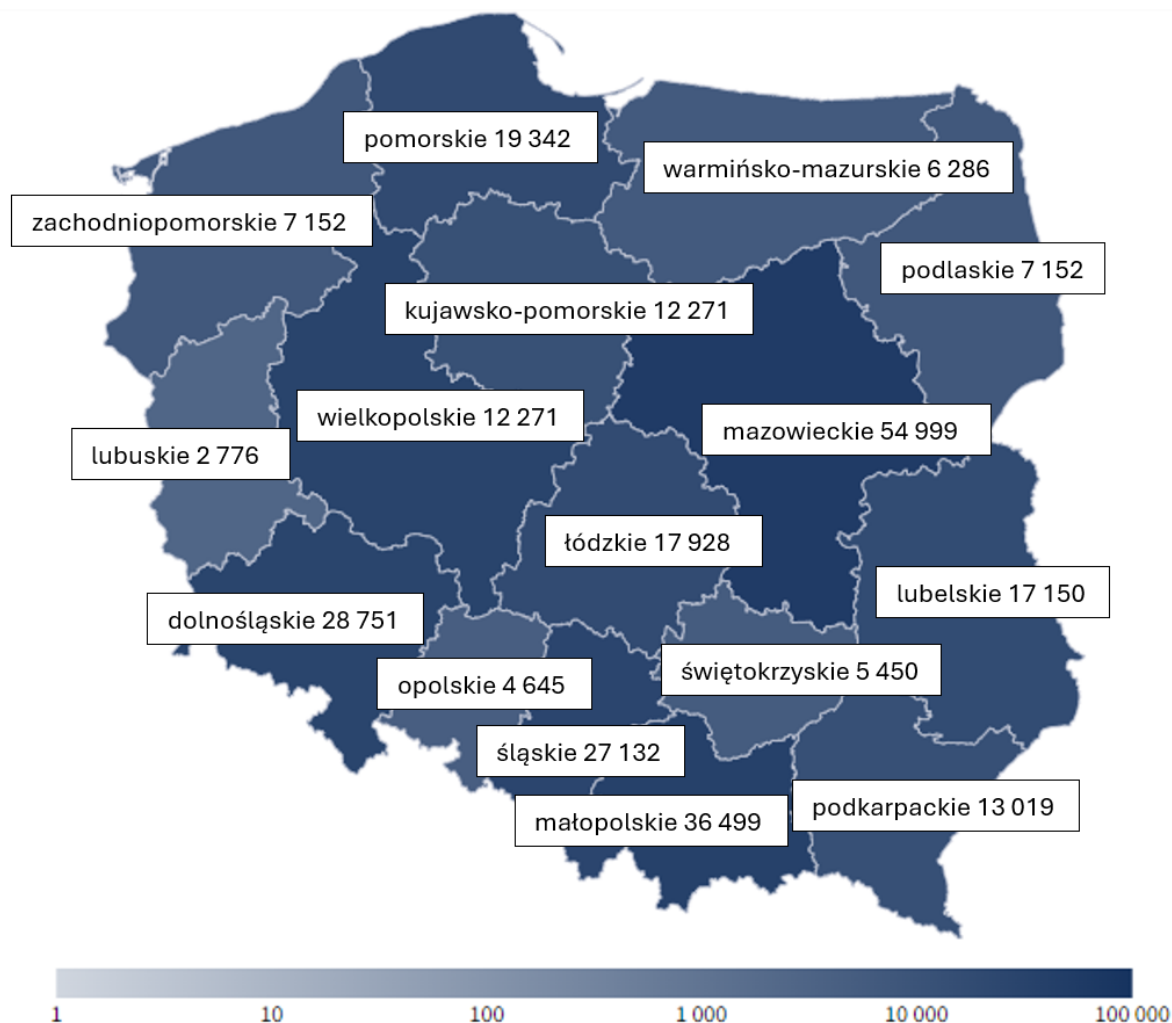 pomorskie 19 342
warmińsko-mazurskie 6 286
zachodniopomorskie 7 152
podlaskie 7 152
kujawsko-pomorskie 12 271
wielkopolskie 12 271
mazowieckie 54 999
lubuskie 2 776
łódzkie 17 928
lubelskie 17 150
dolnośląskie 28 751
świętokrzyskie 5 450
opolskie 4 645
śląskie 27 132
podkarpackie 13 019
małopolskie 36 499
1 10 100 1 000 10 000 100 000